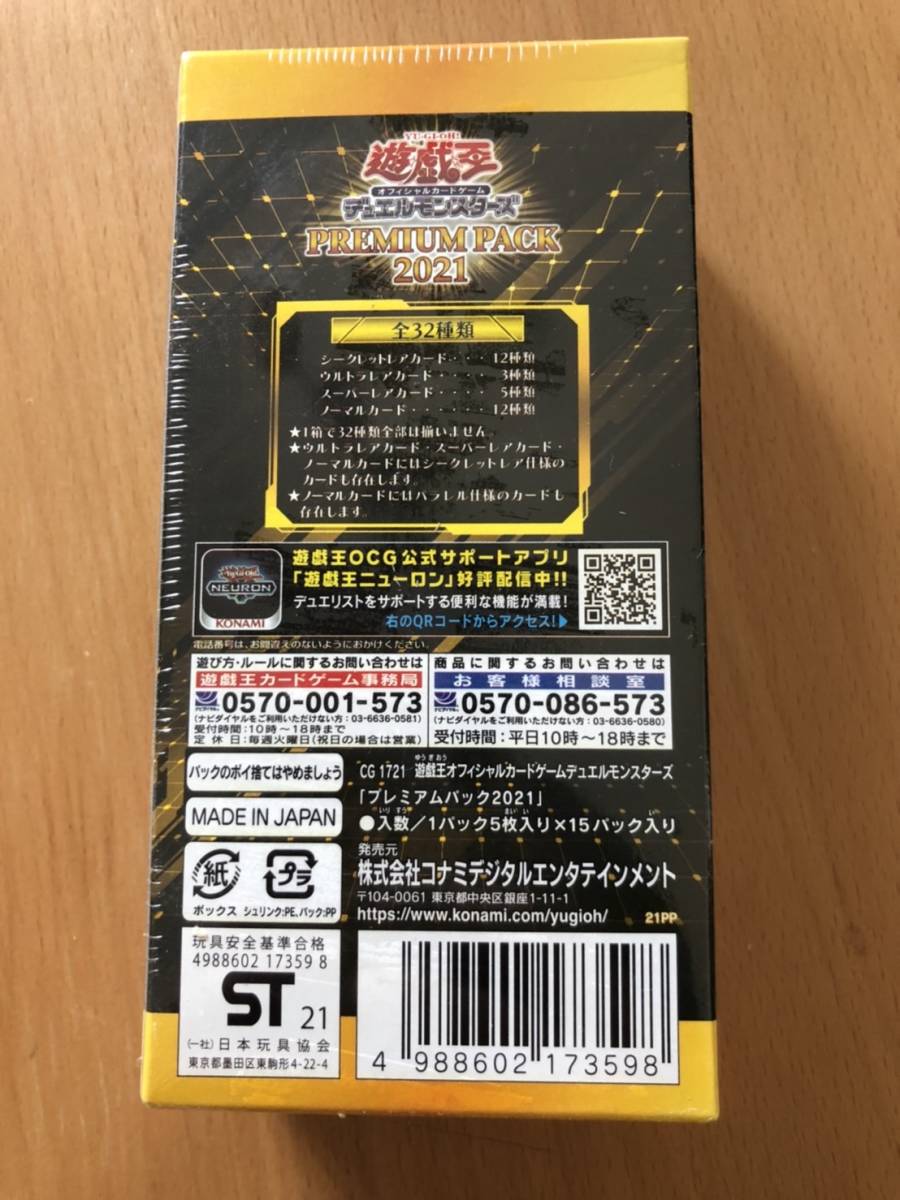 YU-GI-OH!
遊戯王
オフィシャルカードゲーム
デュエルモンスターズ
PREMIUM PACK
2021
全32種類
シークレットレアカード・・・・12種類
ウルトラレアカード・・・・・3種類
スーパーレアカード・・・・・5種類
ノーマルカード・・・・・・・12種類
★1箱で32種類全部は揃いません。
★ウルトラレアカード・スーパーレアカード・
ノーマルカードにはシークレットレア仕様の
カードも存在します。
★ノーマルカードにはパラレル仕様のカードも
存在します。
Yu-Gi-Oh!
NEURON
KONAMI
遊戯王OCG公式サポートアプリ
「遊戯王ニューロン」好評配信中!!
デュエリストをサポートする便利な機能が満載!
右のQRコードからアクセス!▶
電話番号は、お間違えのないようにおかけください。
遊び方・ルールに関するお問い合わせは
遊戯王カードゲーム事務局
ナビダイヤル 0570-001-573
(ナビダイヤルをご利用いただけない方:03-6636-0581)
受付時間:10時〜18時まで
定休日:毎週火曜日(祝日の場合は営業)
商品に関するお問い合わせは
お客様相談室
ナビダイヤル 0570-086-573
(ナビダイヤルをご利用いただけない方:03-6636-0580)
受付時間:平日10時〜18時まで
パックのポイ捨てはやめましょう
MADE IN JAPAN
紙
ボックス
プラ
シュリンク:PE、パック:PP
CG 1721 遊戯王オフィシャルカードゲームデュエルモンスターズ
「プレミアムパック2021」
●入数/1パック5枚入り×15パック入り
発売元
株式会社コナミデジタルエンタテインメント
〒104-0061 東京都中央区銀座1-11-1
https://www.konami.com/yugioh/
21PP
玩具安全基準合格
4988602 17359 8
ST 21
(一社)日本玩具協会
東京都墨田区東駒形4-22-4
4 988602 173598